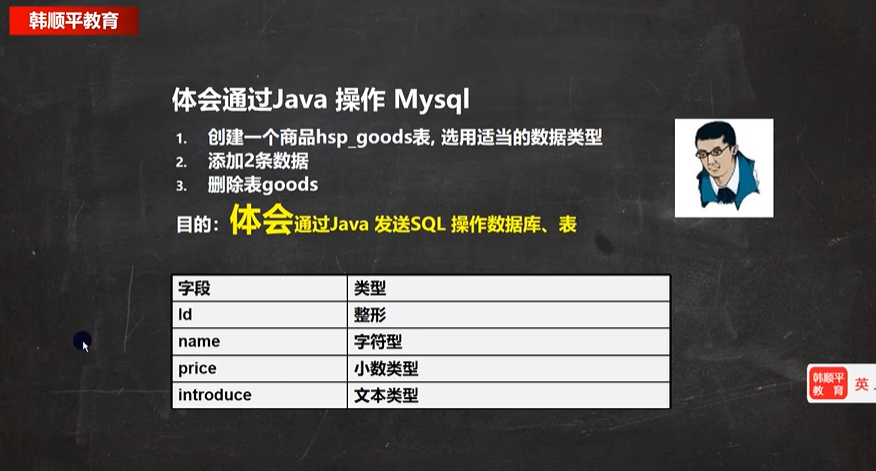 韩顺平教育
体会通过Java 操作 Mysql
1. 创建一个商品hsp_goods表, 选用适当的数据类型
2. 添加2条数据
3. 删除表goods
目的：体会通过Java 发送SQL 操作数据库、表
字段 类型
Id 整形
name 字符型
price 小数类型
introduce 文本类型
韩顺平
教 育
英